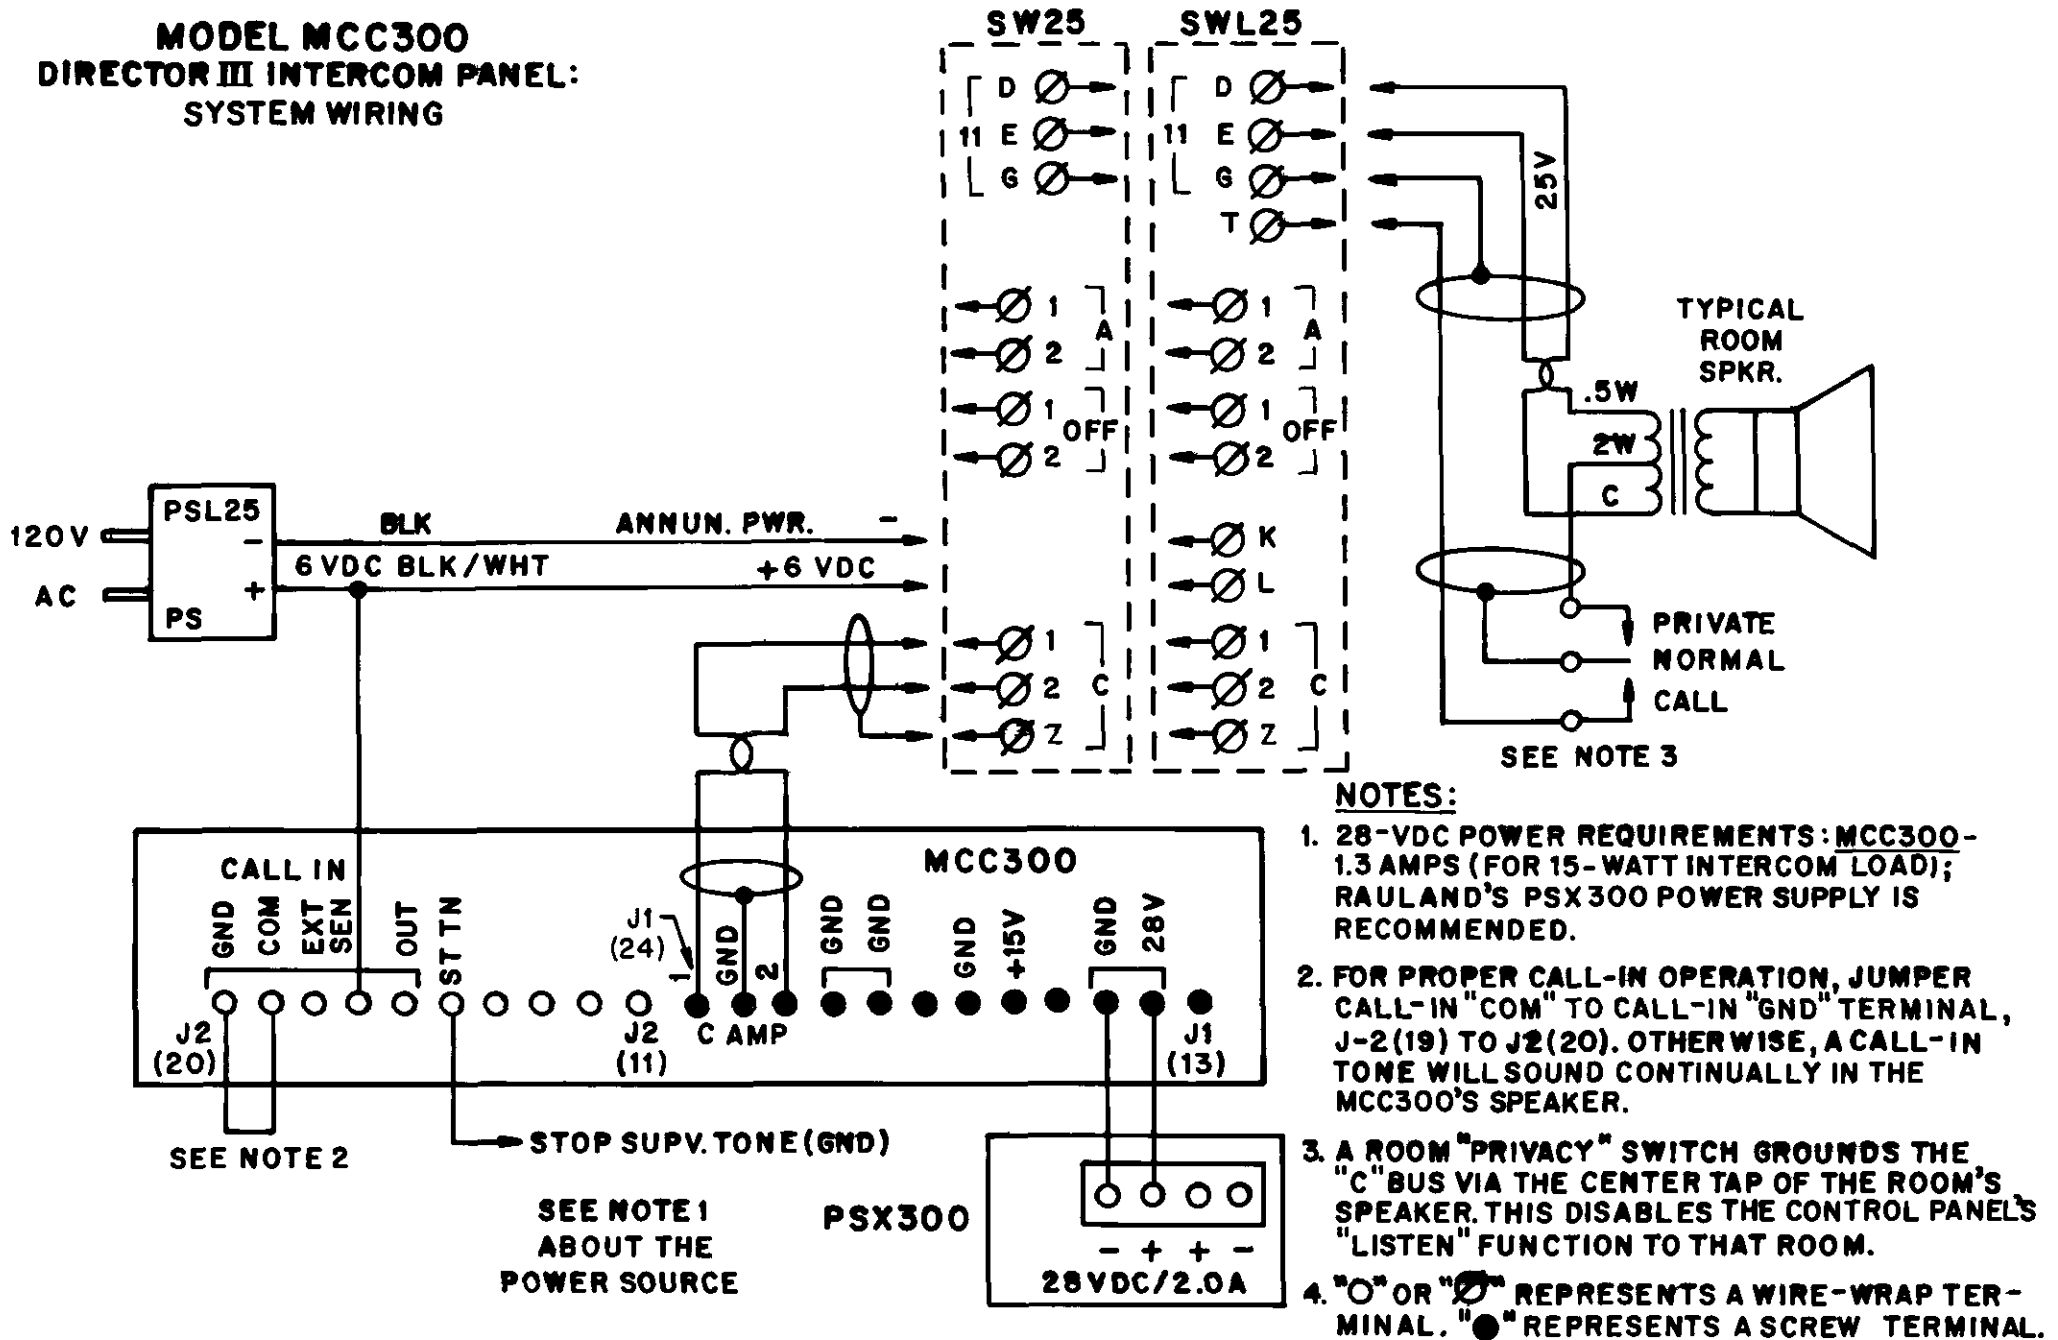 MODEL MCC300
DIRECTOR III INTERCOM PANEL:
SYSTEM WIRING
SW25
SWL25
D
E
G
11
D
E
G
T
11
25V
1
2
A
1
2
OFF
1
2
A
1
2
OFF
K
L
1
2
Z
C
1
2
Z
C
TYPICAL
ROOM
SPKR.
.5W
2W
C
PRIVATE
NORMAL
CALL
SEE NOTE 3
120V
AC
PSL25
-
+
PS
BLK
ANNUN. PWR. -
6 VDC BLK/WHT
+6 VDC
MCC300
CALL IN
GND
COM
EXT
SEN
OUT
ST TN
J1
(24)
1
GND
2
GND
GND
GND
+15V
GND
28V
J2
(20)
J2
(11)
C AMP
J1
(13)
SEE NOTE 2
STOP SUPV. TONE (GND)
SEE NOTE 1
ABOUT THE
POWER SOURCE
PSX300
- + + -
28VDC/2.0A
NOTES:
1. 28-VDC POWER REQUIREMENTS: MCC300-
1.3 AMPS (FOR 15-WATT INTERCOM LOAD);
RAULAND'S PSX300 POWER SUPPLY IS
RECOMMENDED.
2. FOR PROPER CALL-IN OPERATION, JUMPER
CALL-IN "COM" TO CALL-IN "GND" TERMINAL,
J-2(19) TO J2(20). OTHERWISE, A CALL-IN
TONE WILL SOUND CONTINUALLY IN THE
MCC300'S SPEAKER.
3. A ROOM "PRIVACY" SWITCH GROUNDS THE
"C" BUS VIA THE CENTER TAP OF THE ROOM'S
SPEAKER. THIS DISABLES THE CONTROL PANEL'S
"LISTEN" FUNCTION TO THAT ROOM.
4. "O" OR "Ø" REPRESENTS A WIRE-WRAP TER-
MINAL. "●" REPRESENTS A SCREW TERMINAL.